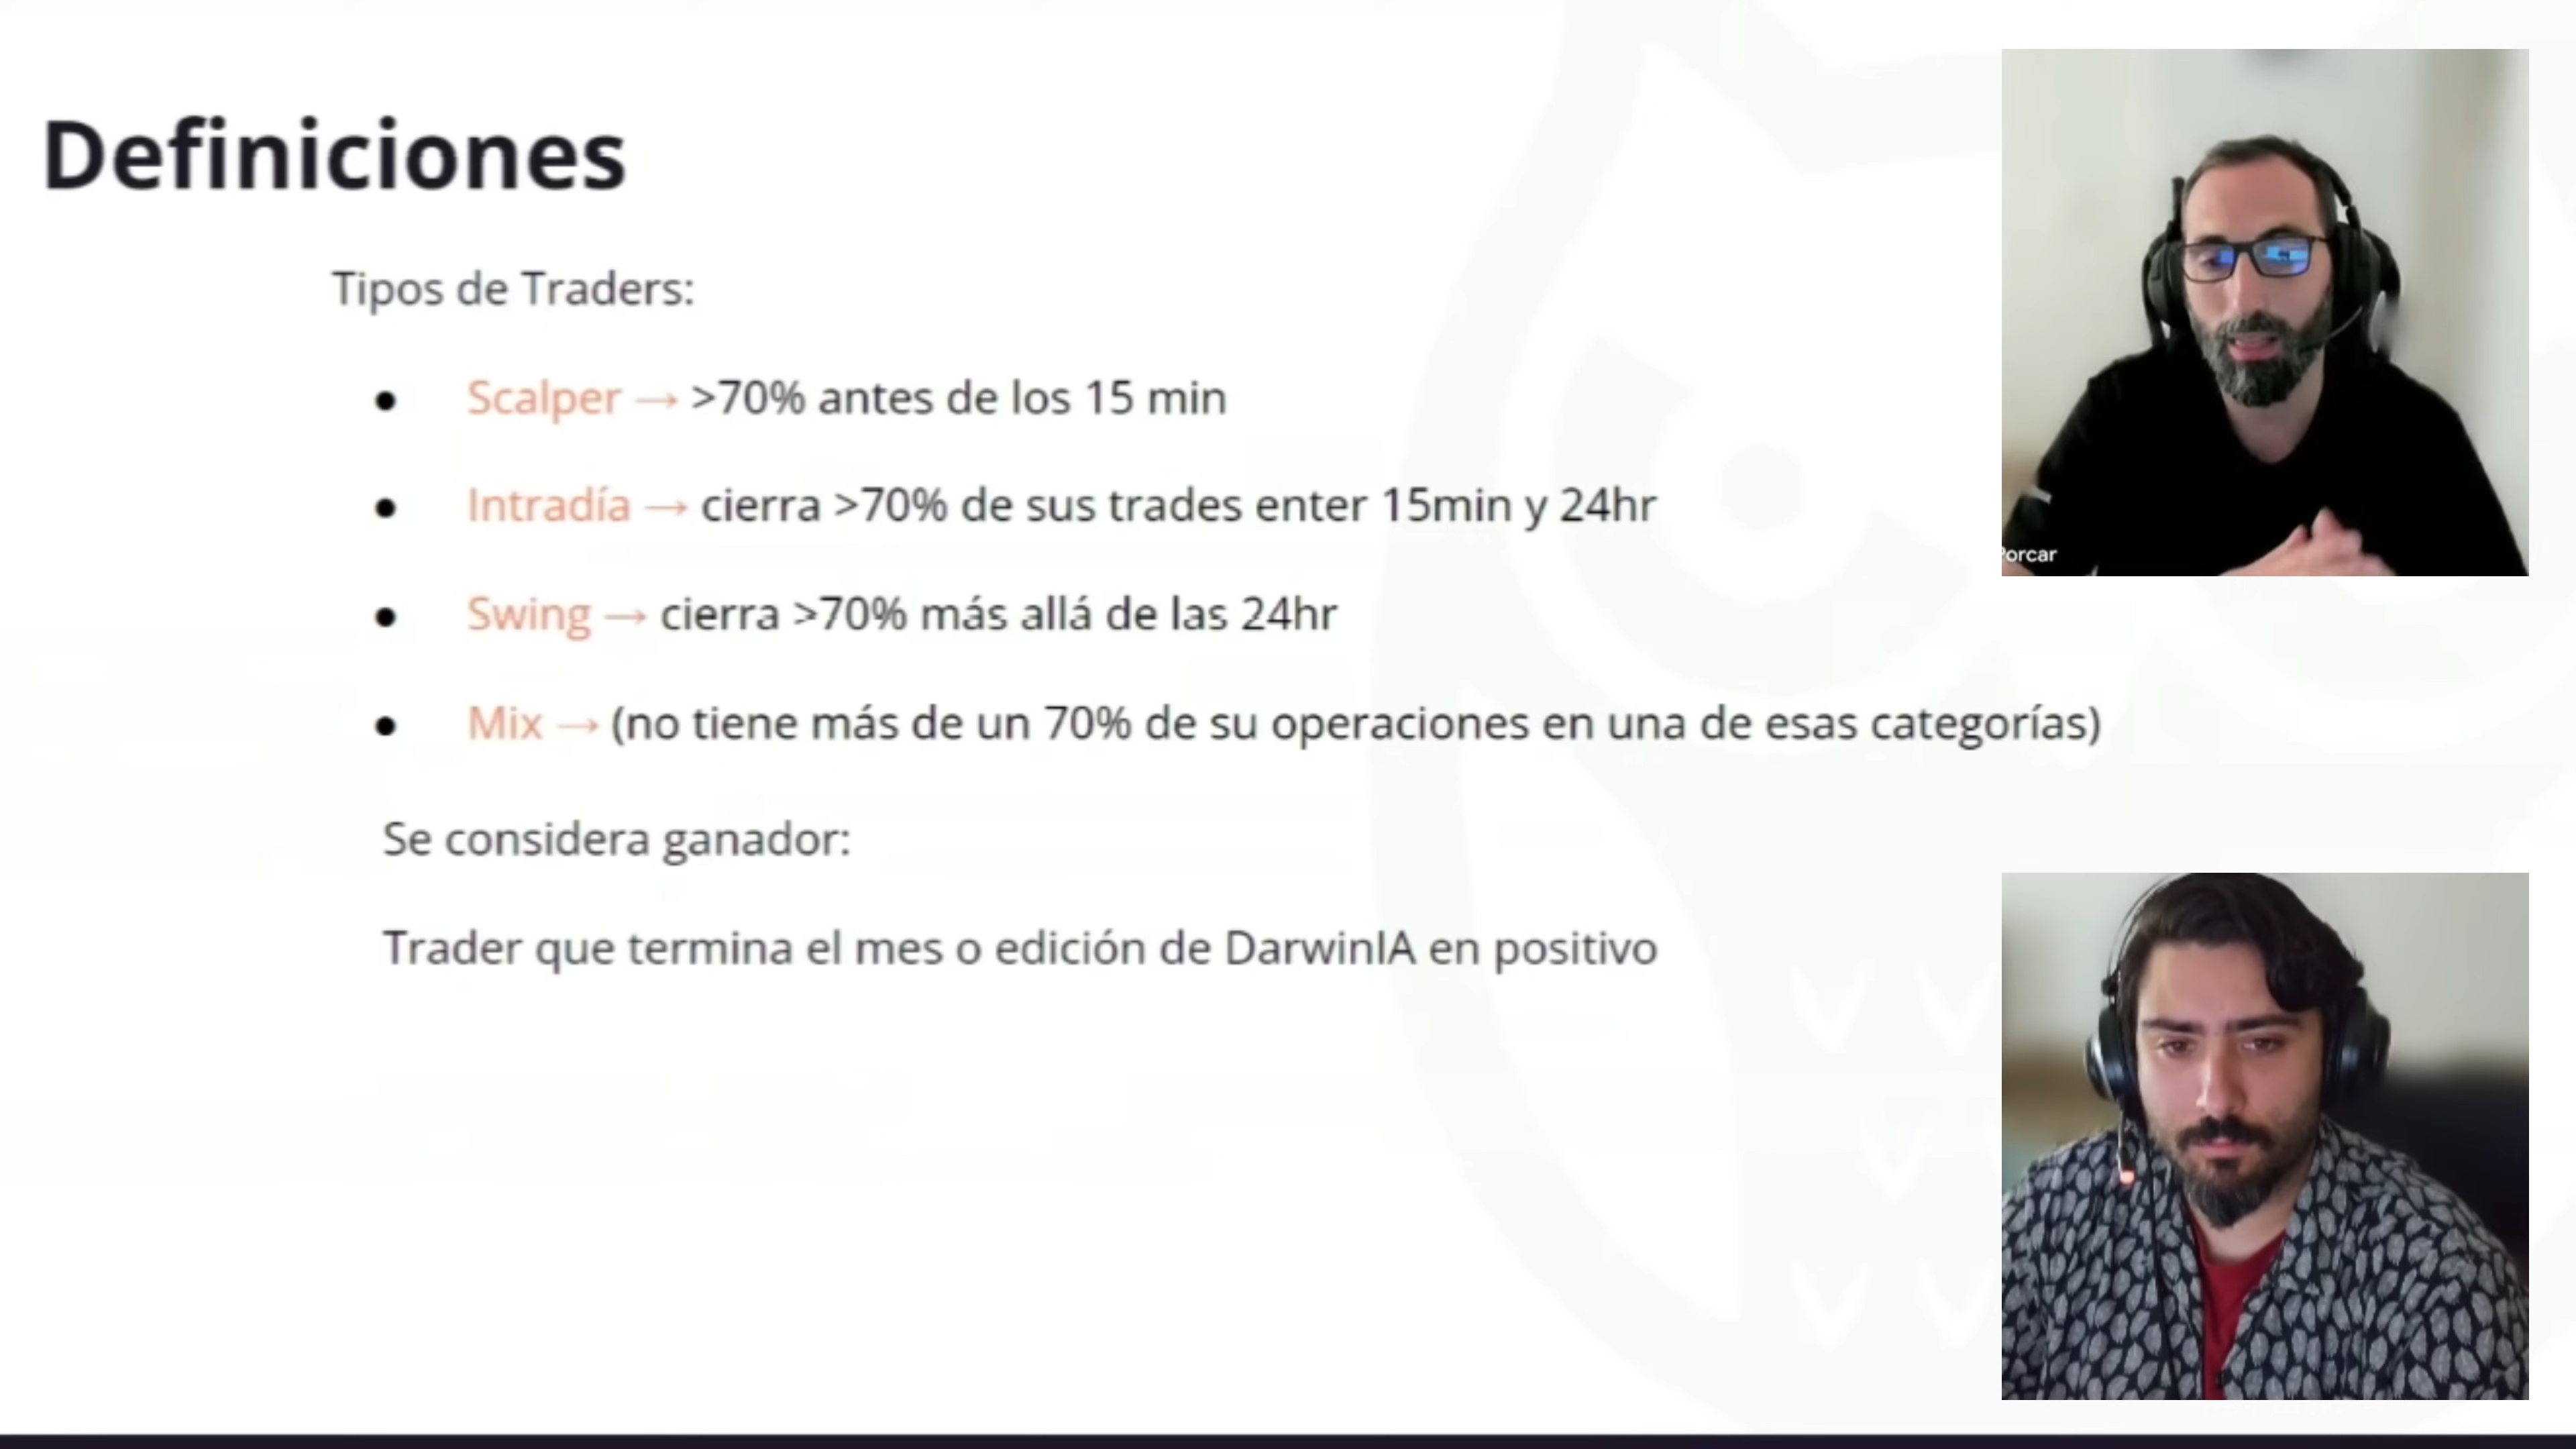 Definiciones
Tipos de Traders:
● Scalper → >70% antes de los 15 min
● Intradía → cierra >70% de sus trades enter 15min y 24hr
● Swing → cierra >70% más allá de las 24hr
● Mix → (no tiene más de un 70% de su operaciones en una de esas categorías)
Se considera ganador:
Trader que termina el mes o edición de DarwinIA en positivo
Porcar